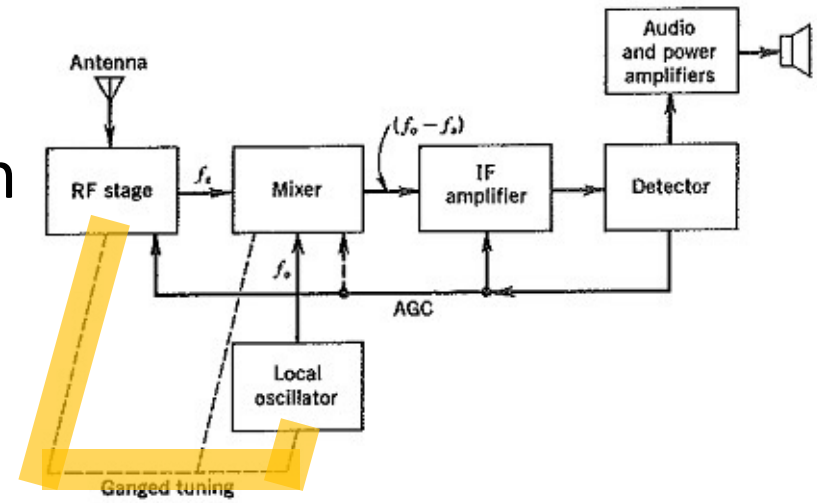 Audio
and power
amplifiers
Antenna
(fₒ – fₛ)
n
RF stage
fₛ
Mixer
IF
amplifier
Detector
fₒ
AGC
Local
oscillator
Ganged tuning